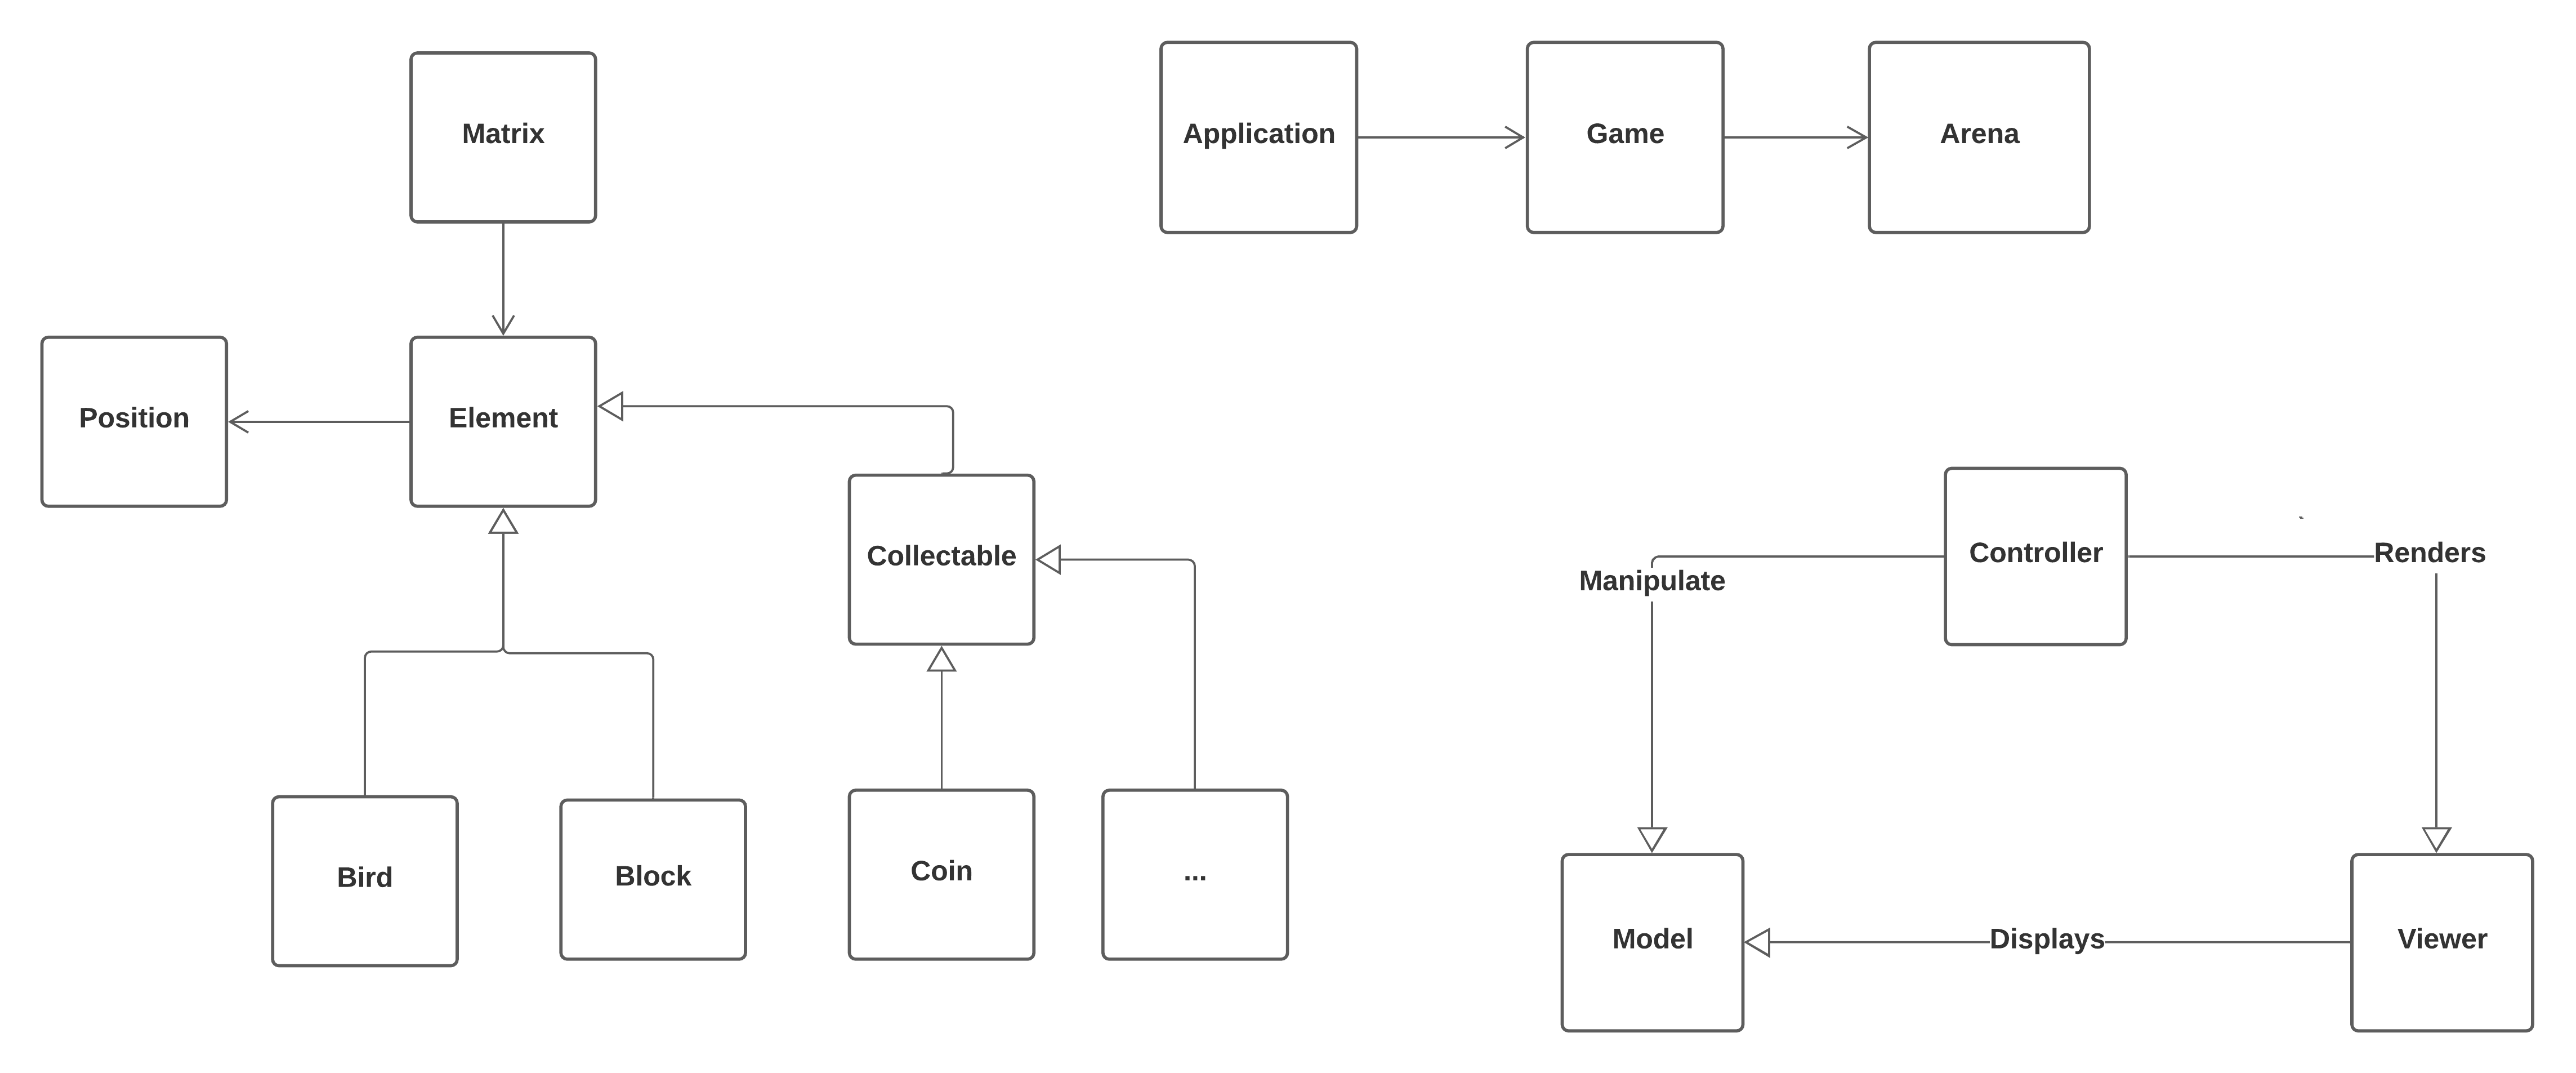 Matrix
Application
Game
Arena
Position
Element
Collectable
Controller
Renders
Manipulate
Bird
Block
Coin
...
Model
Displays
Viewer